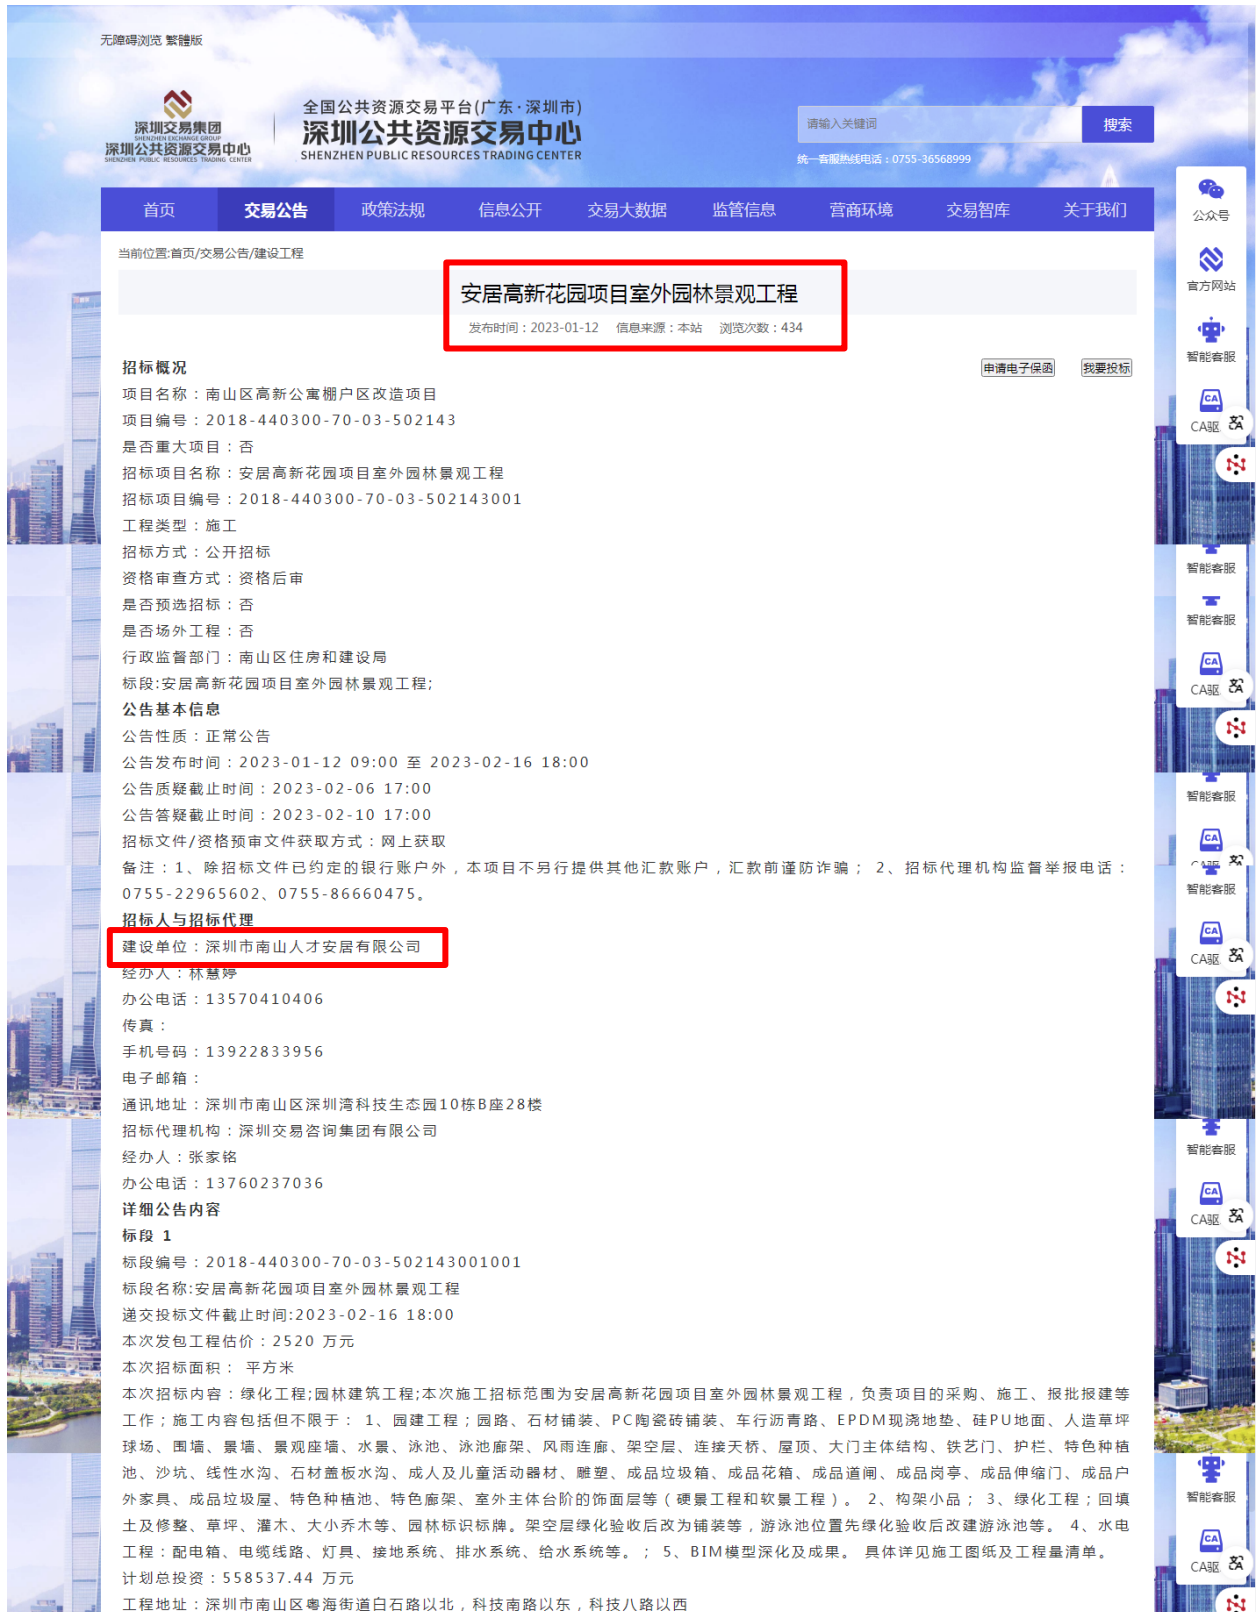 无障碍浏览 繁體版
深圳交易集团
SHENZHEN EXCHANGE GROUP
深圳公共资源交易中心
SHENZHEN PUBLIC RESOURCES TRADING CENTER
全国公共资源交易平台(广东·深圳市)
深圳公共资源交易中心
SHENZHEN PUBLIC RESOURCES TRADING CENTER
请输入关键词
搜索
统一客服热线电话：0755-36568999
首页 交易公告 政策法规 信息公开 交易大数据 监管信息 营商环境 交易智库 关于我们
公众号
官方网站
智能客服
CA
CA驱
当前位置:首页/交易公告/建设工程
安居高新花园项目室外园林景观工程
发布时间：2023-01-12 信息来源：本站 浏览次数：434
招标概况
申请电子保函 我要投标
项目名称：南山区高新公寓棚户区改造项目
项目编号：2018-440300-70-03-502143
是否重大项目：否
招标项目名称：安居高新花园项目室外园林景观工程
招标项目编号：2018-440300-70-03-502143001
工程类型：施工
招标方式：公开招标
智能客服
资格审查方式：资格后审
是否预选招标：否
智能客服
是否场外工程：否
行政监督部门：南山区住房和建设局
CA
标段:安居高新花园项目室外园林景观工程;
CA驱
公告基本信息
公告性质：正常公告
公告发布时间：2023-01-12 09:00 至 2023-02-16 18:00
公告质疑截止时间：2023-02-06 17:00
智能客服
公告答疑截止时间：2023-02-10 17:00
招标文件/资格预审文件获取方式：网上获取
CA
备注：1、除招标文件已约定的银行账户外，本项目不另行提供其他汇款账户，汇款前谨防诈骗； 2、招标代理机构监督举报电话：
0755-22965602、0755-86660475。
智能客服
招标人与招标代理
建设单位：深圳市南山人才安居有限公司
CA
CA驱
经办人：林慧婷
办公电话：13570410406
传真：
手机号码：13922833956
电子邮箱：
通讯地址：深圳市南山区深圳湾科技生态园10栋B座28楼
招标代理机构：深圳交易咨询集团有限公司
智能客服
经办人：张家铭
办公电话：13760237036
CA
详细公告内容
CA驱
标段 1
标段编号：2018-440300-70-03-502143001001
标段名称:安居高新花园项目室外园林景观工程
递交投标文件截止时间:2023-02-16 18:00
本次发包工程估价：2520 万元
本次招标面积： 平方米
本次招标内容：绿化工程;园林建筑工程;本次施工招标范围为安居高新花园项目室外园林景观工程，负责项目的采购、施工、报批报建等
工作；施工内容包括但不限于： 1、园建工程；园路、石材铺装、PC陶瓷砖铺装、车行沥青路、EPDM现浇地垫、硅PU地面、人造草坪
球场、围墙、景墙、景观座墙、水景、泳池、泳池廊架、风雨连廊、架空层、连接天桥、屋顶、大门主体结构、铁艺门、护栏、特色种植
池、沙坑、线性水沟、石材盖板水沟、成人及儿童活动器材、雕塑、成品垃圾箱、成品花箱、成品道闸、成品岗亭、成品伸缩门、成品户
外家具、成品垃圾屋、特色种植池、特色廊架、室外主体台阶的饰面层等（硬景工程和软景工程）。 2、构架小品； 3、绿化工程；回填
智能客服
土及修整、草坪、灌木、大小乔木等、园林标识标牌。架空层绿化验收后改为铺装等，游泳池位置先绿化验收后改建游泳池等。 4、水电
工程：配电箱、电缆线路、灯具、接地系统、排水系统、给水系统等。； 5、BIM模型深化及成果。 具体详见施工图纸及工程量清单。
CA
CA驱
计划总投资：558537.44 万元
工程地址：深圳市南山区粤海街道白石路以北，科技南路以东，科技八路以西